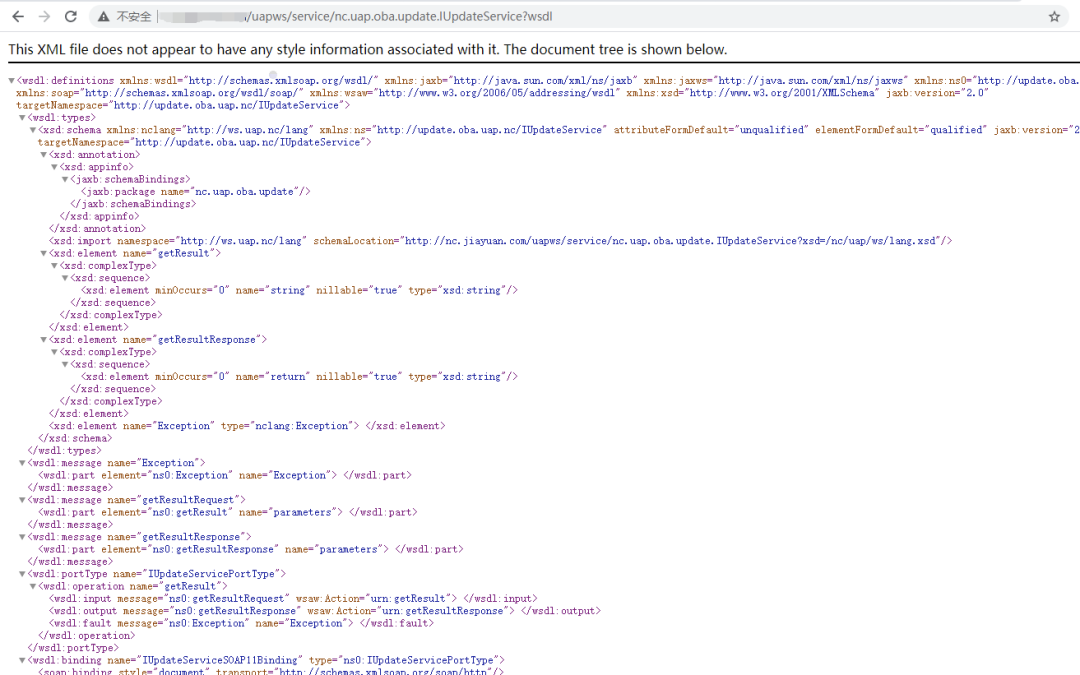 不安全 /uapws/service/nc.uap.oba.update.IUpdateService?wsdl
This XML file does not appear to have any style information associated with it. The document tree is shown below.
▼<wsdl:definitions xmlns:wsdl="http://schemas.xmlsoap.org/wsdl/" xmlns:jaxb="http://java.sun.com/xml/ns/jaxb" xmlns:jaxws="http://java.sun.com/xml/ns/jaxws" xmlns:ns0="http://update.oba.
xmlns:soap="http://schemas.xmlsoap.org/wsdl/soap/" xmlns:wsaw="http://www.w3.org/2006/05/addressing/wsdl" xmlns:xsd="http://www.w3.org/2001/XMLSchema" jaxb:version="2.0"
targetNamespace="http://update.oba.uap.nc/IUpdateService">
▼<wsdl:types>
▼<xsd:schema xmlns:nclang="http://ws.uap.nc/lang" xmlns:ns="http://update.oba.uap.nc/IUpdateService" attributeFormDefault="unqualified" elementFormDefault="qualified" jaxb:version="2
targetNamespace="http://update.oba.uap.nc/IUpdateService">
▼<xsd:annotation>
▼<xsd:appinfo>
▼<jaxb:schemaBindings>
<jaxb:package name="nc.uap.oba.update"/>
</jaxb:schemaBindings>
</xsd:appinfo>
</xsd:annotation>
<xsd:import namespace="http://ws.uap.nc/lang" schemaLocation="http://nc.jiayuan.com/uapws/service/nc.uap.oba.update.IUpdateService?xsd=/nc/uap/ws/lang.xsd"/>
▼<xsd:element name="getResult">
▼<xsd:complexType>
▼<xsd:sequence>
<xsd:element minOccurs="0" name="string" nillable="true" type="xsd:string"/>
</xsd:sequence>
</xsd:complexType>
</xsd:element>
▼<xsd:element name="getResultResponse">
▼<xsd:complexType>
▼<xsd:sequence>
<xsd:element minOccurs="0" name="return" nillable="true" type="xsd:string"/>
</xsd:sequence>
</xsd:complexType>
</xsd:element>
<xsd:element name="Exception" type="nclang:Exception"> </xsd:element>
</xsd:schema>
</wsdl:types>
▼<wsdl:message name="Exception">
<wsdl:part element="ns0:Exception" name="Exception"> </wsdl:part>
</wsdl:message>
▼<wsdl:message name="getResultRequest">
<wsdl:part element="ns0:getResult" name="parameters"> </wsdl:part>
</wsdl:message>
▼<wsdl:message name="getResultResponse">
<wsdl:part element="ns0:getResultResponse" name="parameters"> </wsdl:part>
</wsdl:message>
▼<wsdl:portType name="IUpdateServicePortType">
▼<wsdl:operation name="getResult">
<wsdl:input message="ns0:getResultRequest" wsaw:Action="urn:getResult"> </wsdl:input>
<wsdl:output message="ns0:getResultResponse" wsaw:Action="urn:getResultResponse"> </wsdl:output>
<wsdl:fault message="ns0:Exception" name="Exception"> </wsdl:fault>
</wsdl:operation>
</wsdl:portType>
▼<wsdl:binding name="IUpdateServiceSOAP11Binding" type="ns0:IUpdateServicePortType">
<soap:binding style="document" transport="http://schemas.xmlsoap.org/soap/http"/>